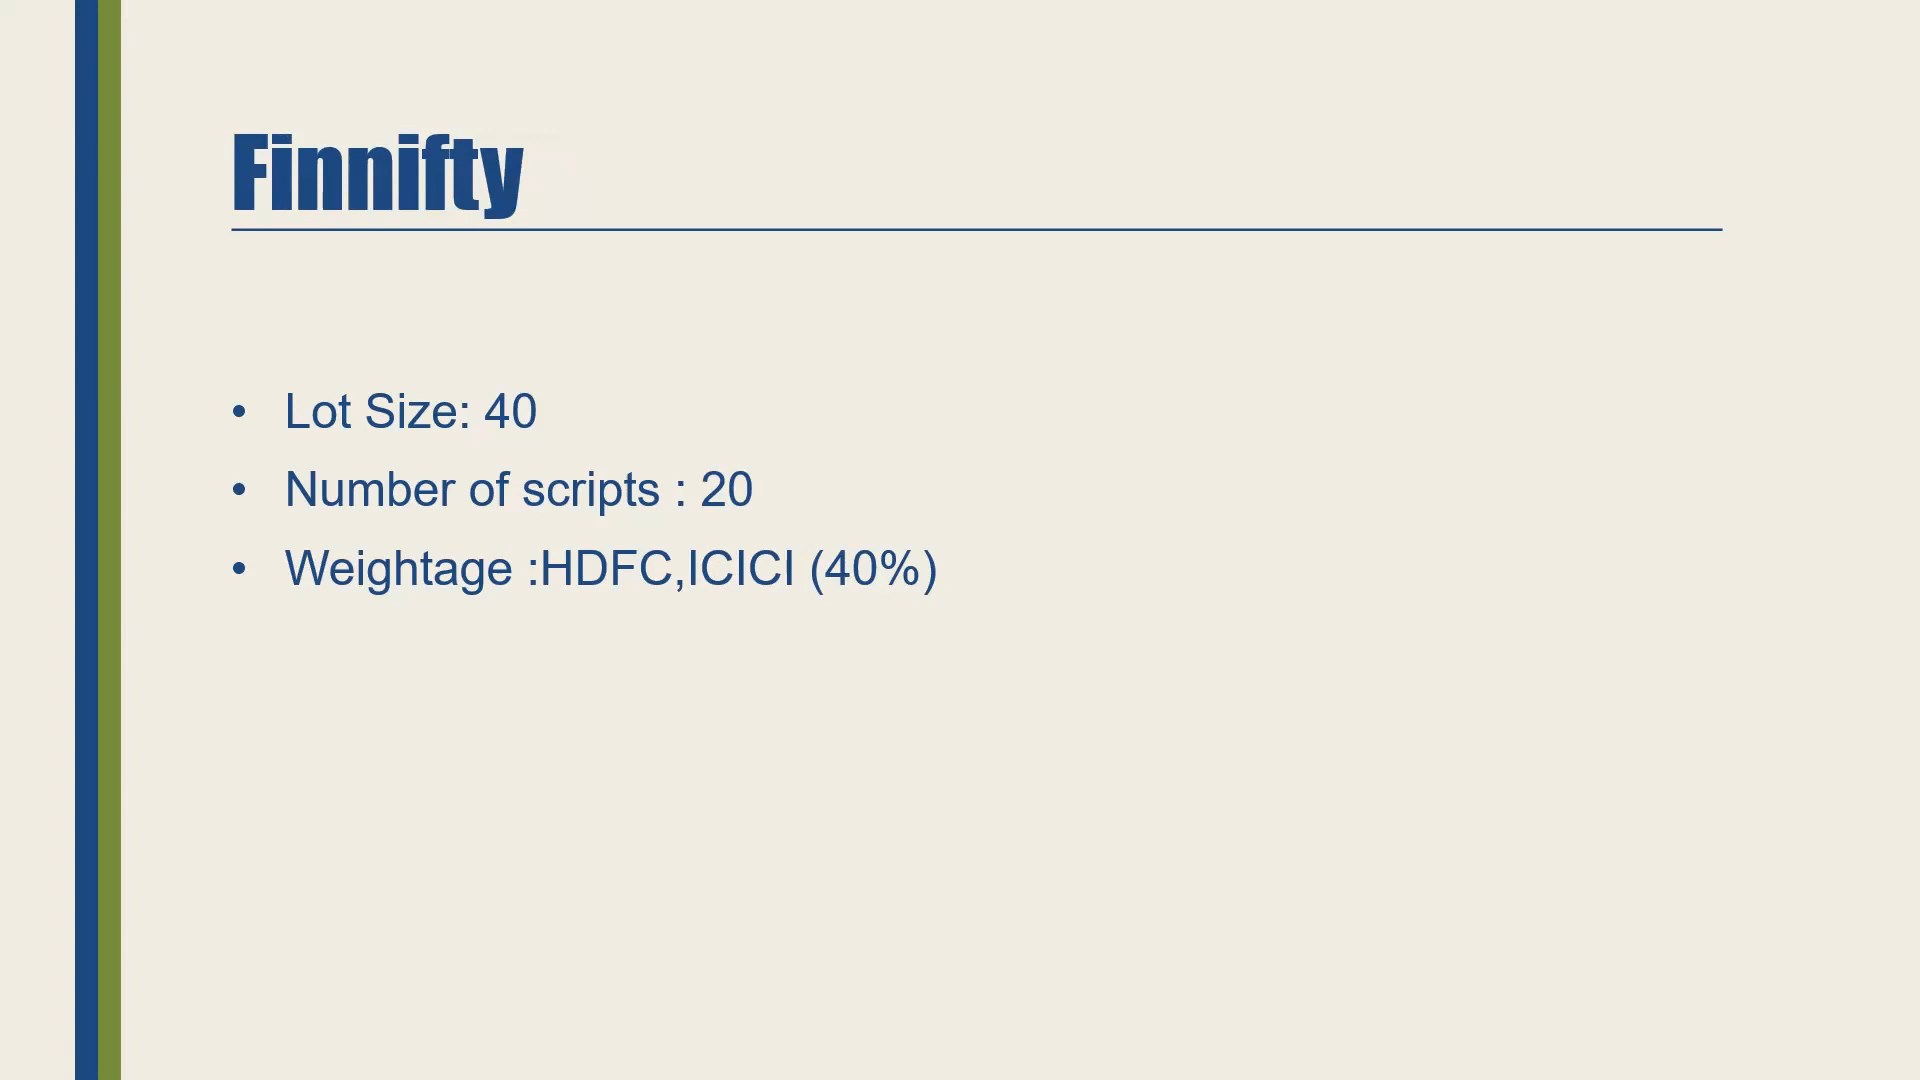 Finnifty
• Lot Size: 40
• Number of scripts : 20
• Weightage :HDFC,ICICI (40%)